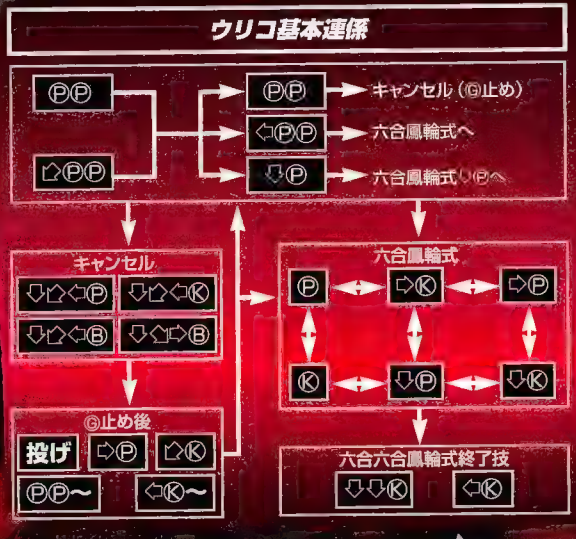 ウリコ基本連係
ⓅⓅ
ⓅⓅ
キャンセル(Ⓖ止め)
⇦ⓅⓅ
六合鳳輪式へ
⬀ⓅⓅ
⇩Ⓟ
六合鳳輪式⇩Ⓟへ
キャンセル
⇩⬀⇦Ⓟ
⇩⬀⇦Ⓚ
⇩⬀⇦Ⓑ
⇩⬁⇨Ⓑ
六合鳳輪式
Ⓟ
⇨Ⓚ
⇨Ⓟ
Ⓚ
⇩Ⓟ
⇩Ⓚ
Ⓖ止め後
投げ
⇨Ⓟ
⬀Ⓚ
ⓅⓅ〜
⇦Ⓚ〜
六合六合鳳輪式終了技
⇩⇩Ⓚ
⇦Ⓚ